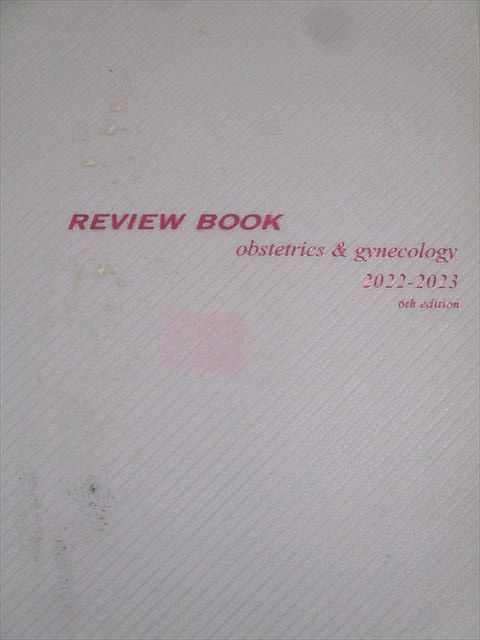 REVIEW BOOK
obstetrics & gynecology
2022-2023
6th edition